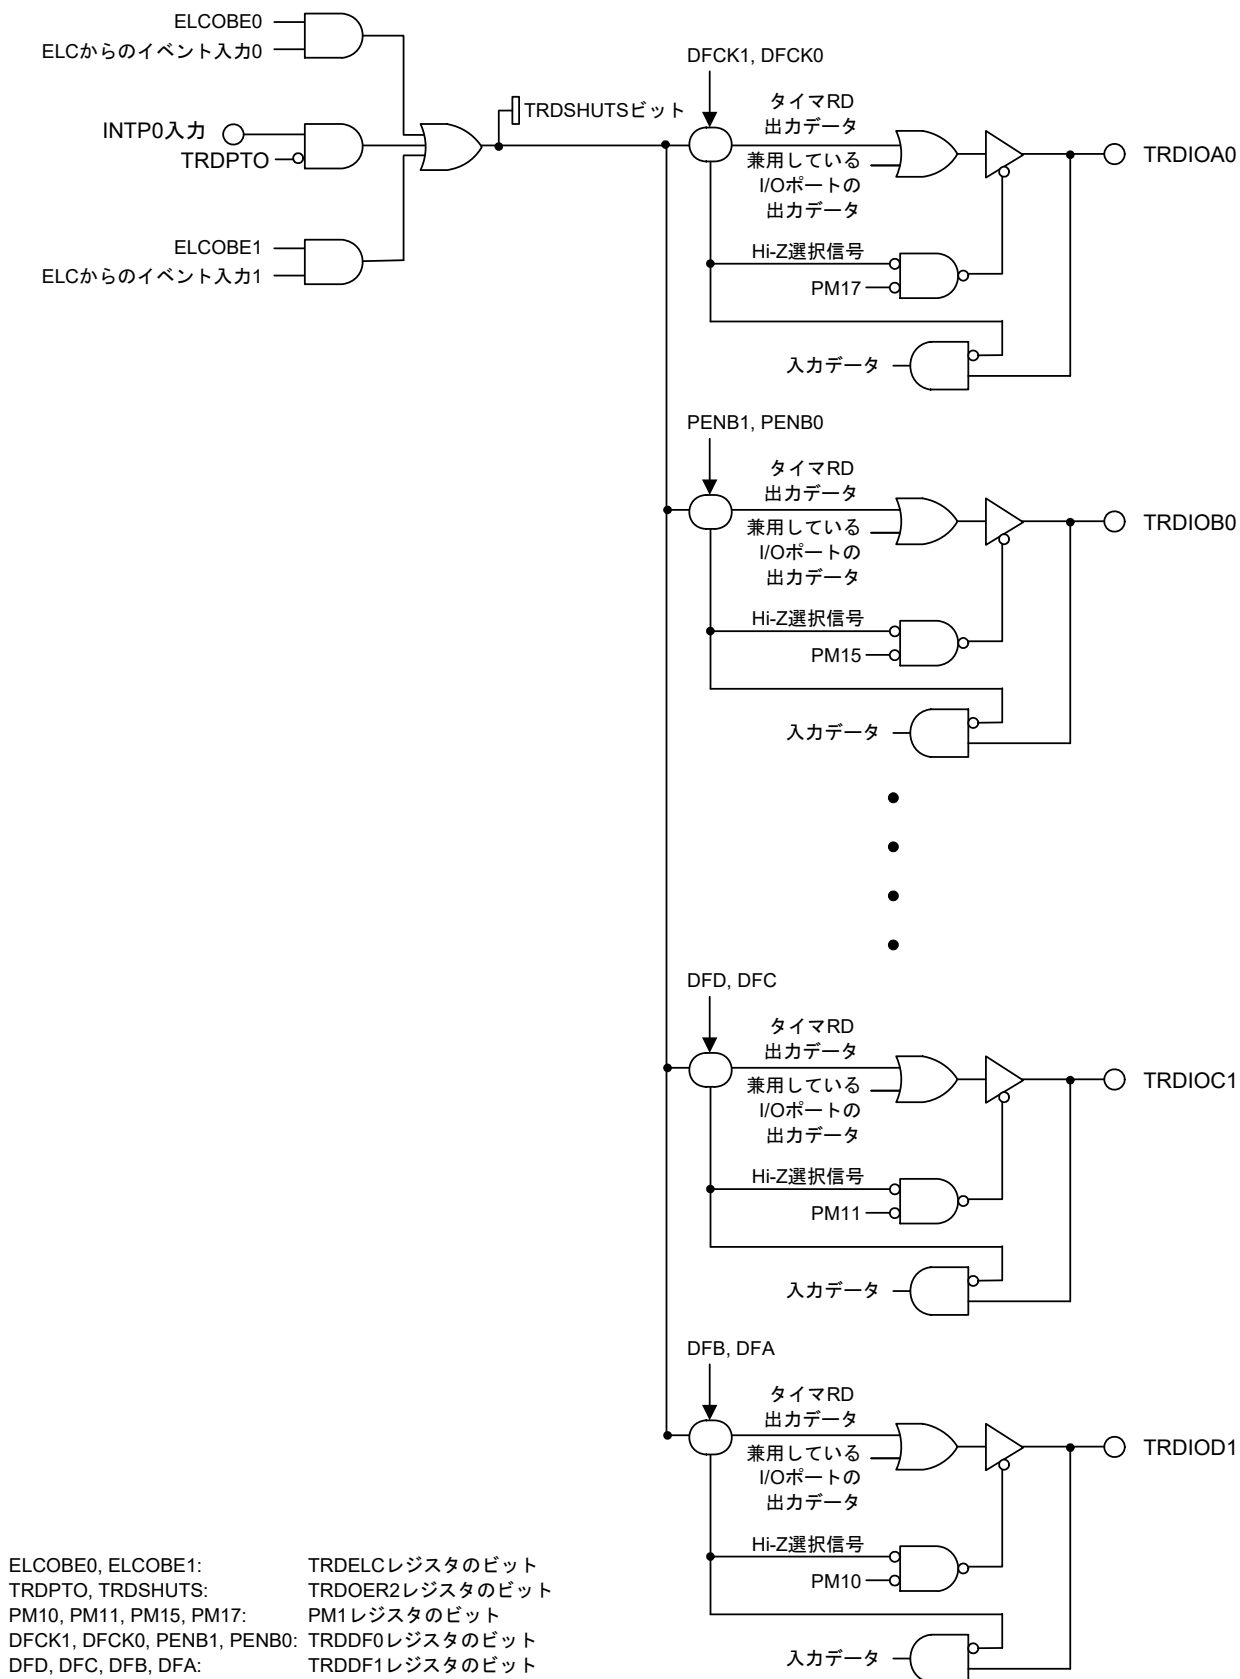 ELCOBE0
ELCからのイベント入力0
INTP0入力
TRDPTO
ELCOBE1
ELCからのイベント入力1
TRDSHUTSビット
DFCK1, DFCK0
タイマRD
出力データ
兼用している
I/Oポートの
出力データ
TRDIOA0
Hi-Z選択信号
PM17
入力データ
PENB1, PENB0
タイマRD
出力データ
兼用している
I/Oポートの
出力データ
TRDIOB0
Hi-Z選択信号
PM15
入力データ
DFD, DFC
タイマRD
出力データ
兼用している
I/Oポートの
出力データ
TRDIOC1
Hi-Z選択信号
PM11
入力データ
DFB, DFA
タイマRD
出力データ
兼用している
I/Oポートの
出力データ
TRDIOD1
Hi-Z選択信号
PM10
入力データ
ELCOBE0, ELCOBE1: TRDELCレジスタのビット
TRDPTO, TRDSHUTS: TRDOER2レジスタのビット
PM10, PM11, PM15, PM17: PM1レジスタのビット
DFCK1, DFCK0, PENB1, PENB0: TRDDF0レジスタのビット
DFD, DFC, DFB, DFA: TRDDF1レジスタのビット